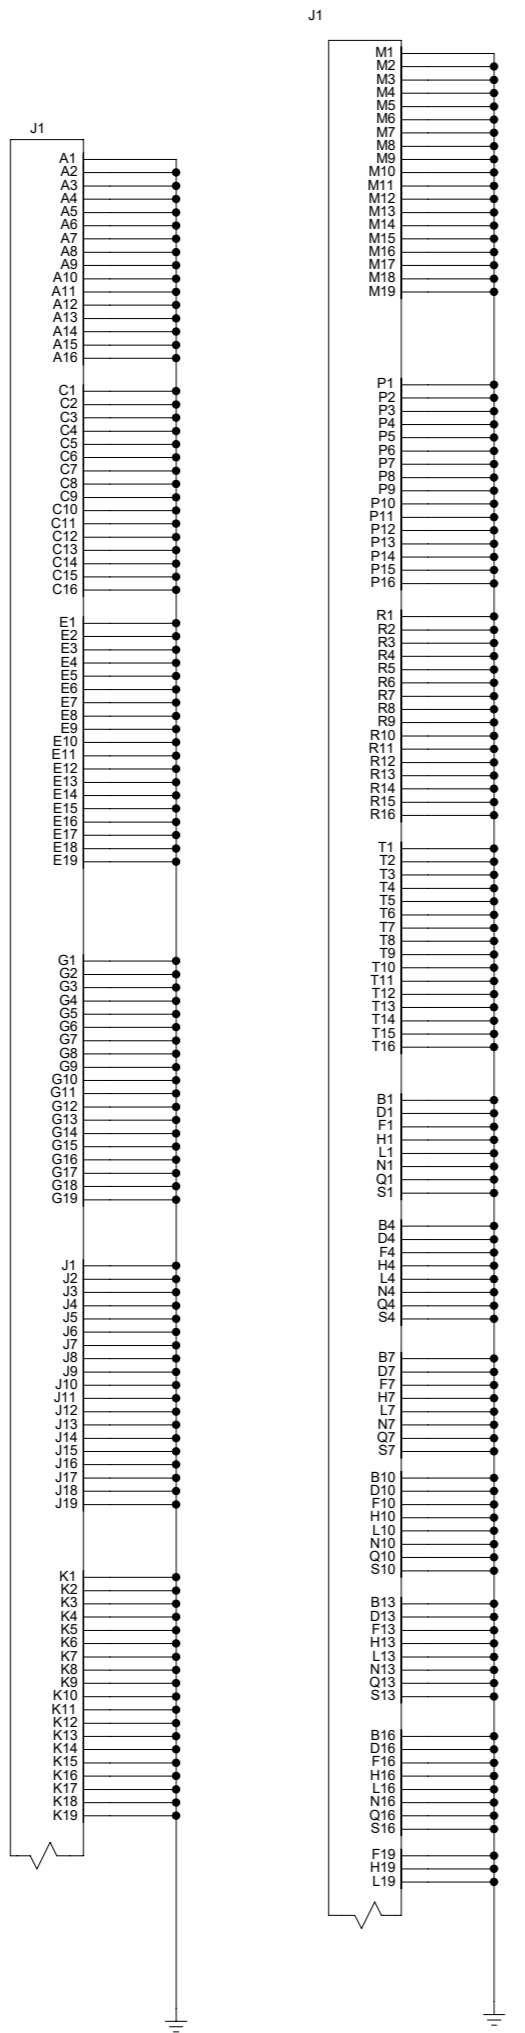 J1
A1
A2
A3
A4
A5
A6
A7
A8
A9
A10
A11
A12
A13
A14
A15
A16
C1
C2
C3
C4
C5
C6
C7
C8
C9
C10
C11
C12
C13
C14
C15
C16
E1
E2
E3
E4
E5
E6
E7
E8
E9
E10
E11
E12
E13
E14
E15
E16
E17
E18
E19
G1
G2
G3
G4
G5
G6
G7
G8
G9
G10
G11
G12
G13
G14
G15
G16
G17
G18
G19
J1
J2
J3
J4
J5
J6
J7
J8
J9
J10
J11
J12
J13
J14
J15
J16
J17
J18
J19
K1
K2
K3
K4
K5
K6
K7
K8
K9
K10
K11
K12
K13
K14
K15
K16
K17
K18
K19
J1
M1
M2
M3
M4
M5
M6
M7
M8
M9
M10
M11
M12
M13
M14
M15
M16
M17
M18
M19
P1
P2
P3
P4
P5
P6
P7
P8
P9
P10
P11
P12
P13
P14
P15
P16
R1
R2
R3
R4
R5
R6
R7
R8
R9
R10
R11
R12
R13
R14
R15
R16
T1
T2
T3
T4
T5
T6
T7
T8
T9
T10
T11
T12
T13
T14
T15
T16
B1
D1
F1
H1
L1
N1
Q1
S1
B4
D4
F4
H4
L4
N4
Q4
S4
B7
D7
F7
H7
L7
N7
Q7
S7
B10
D10
F10
H10
L10
N10
Q10
S10
B13
D13
F13
H13
L13
N13
Q13
S13
B16
D16
F16
H16
L16
N16
Q16
S16
F19
H19
L19